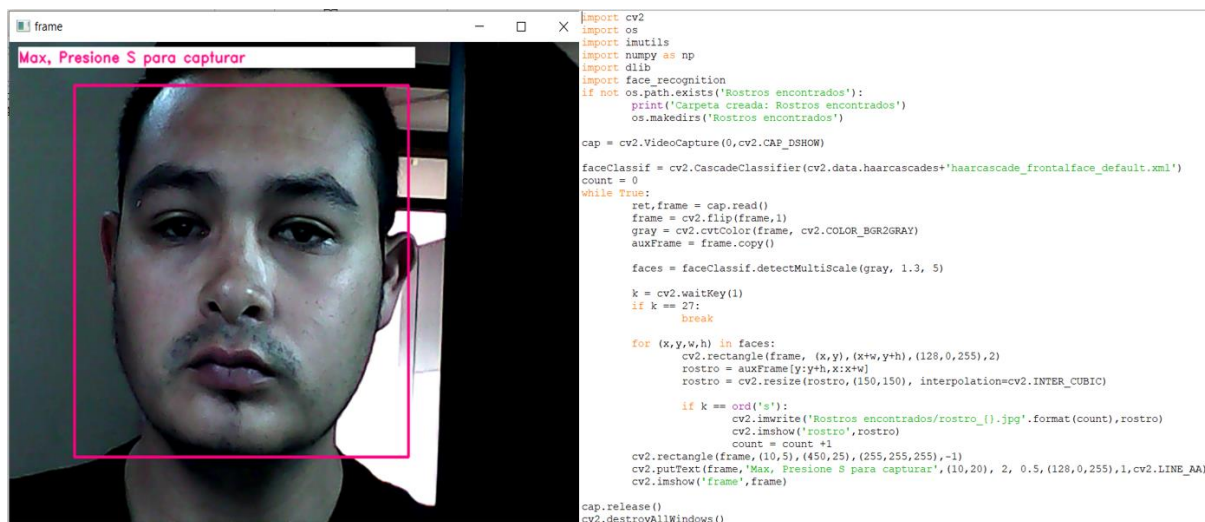 frame
Max, Presione S para capturar
import cv2
import os
import imutils
import numpy as np
import dlib
import face_recognition
if not os.path.exists('Rostros encontrados'):
        print('Carpeta creada: Rostros encontrados')
        os.makedirs('Rostros encontrados')
cap = cv2.VideoCapture(0,cv2.CAP_DSHOW)
faceClassif = cv2.CascadeClassifier(cv2.data.haarcascades+'haarcascade_frontalface_default.xml')
count = 0
while True:
        ret,frame = cap.read()
        frame = cv2.flip(frame,1)
        gray = cv2.cvtColor(frame, cv2.COLOR_BGR2GRAY)
        auxFrame = frame.copy()
        faces = faceClassif.detectMultiScale(gray, 1.3, 5)
        k = cv2.waitKey(1)
        if k == 27:
                break
        for (x,y,w,h) in faces:
                cv2.rectangle(frame, (x,y),(x+w,y+h),(128,0,255),2)
                rostro = auxFrame[y:y+h,x:x+w]
                rostro = cv2.resize(rostro,(150,150), interpolation=cv2.INTER_CUBIC)
                if k == ord('s'):
                        cv2.imwrite('Rostros encontrados/rostro_{}.jpg'.format(count),rostro)
                        cv2.imshow('rostro',rostro)
                        count = count +1
        cv2.rectangle(frame,(10,5),(450,25),(255,255,255),-1)
        cv2.putText(frame,'Max, Presione S para capturar',(10,20), 2, 0.5,(128,0,255),1,cv2.LINE_AA)
        cv2.imshow('frame',frame)
cap.release()
cv2.destroyAllWindows()